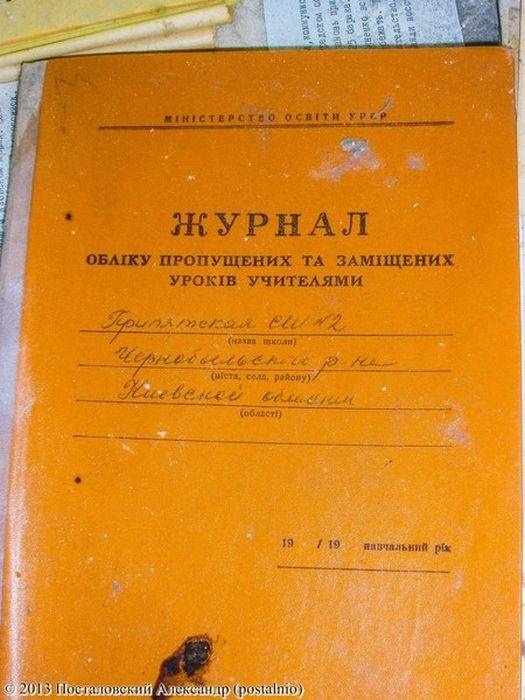 МІНІСТЕРСТВО ОСВІТИ УРСР
ЖУРНАЛ
ОБЛІКУ ПРОПУЩЕНИХ ТА ЗАМІЩЕНИХ
УРОКІВ УЧИТЕЛЯМИ
Припятская СШ №2
(назва школи)
Чернобыльского р-на
(міста, села, району)
Киевской области
(області)
19 / 19 навчальний рік
© 2013 Посталовский Александр (postalnio)